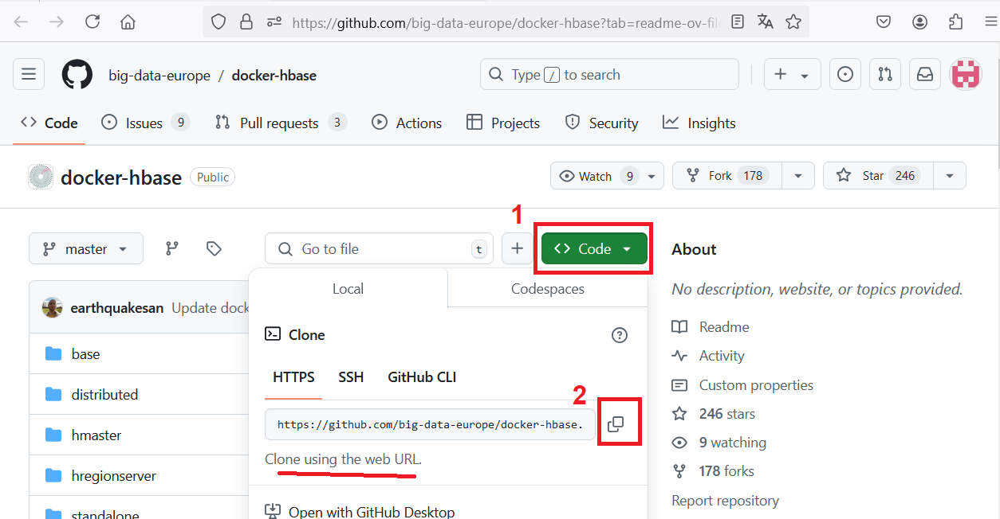 https://github.com/big-data-europe/docker-hbase?tab=readme-ov-fil
big-data-europe / docker-hbase
Type / to search
Code
Issues 9
Pull requests 3
Actions
Projects
Security
Insights
docker-hbase Public
Watch 9
Fork 178
Star 246
1
master
Go to file t
Code
About
Local
Codespaces
No description, website, or topics provided.
earthquakesan Update dock
Clone
Readme
base
Activity
HTTPS SSH GitHub CLI
Custom properties
distributed
2
246 stars
https://github.com/big-data-europe/docker-hbase.
hmaster
9 watching
Clone using the web URL.
178 forks
hregionserver
Report repository
standalone
Open with GitHub Desktop